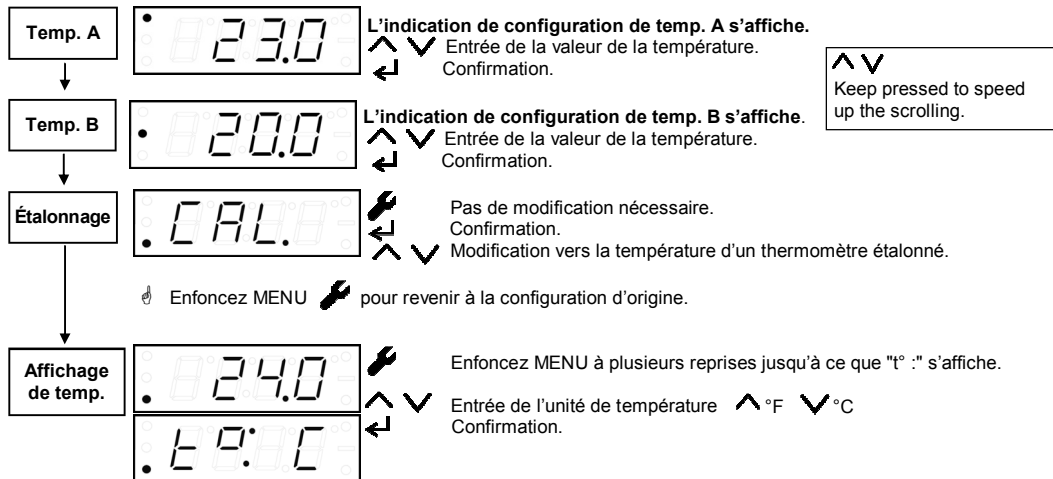 Temp. A
23.0
L'indication de configuration de temp. A s'affiche.
Entrée de la valeur de la température.
Confirmation.
Keep pressed to speed
up the scrolling.
Temp. B
20.0
L'indication de configuration de temp. B s'affiche.
Entrée de la valeur de la température.
Confirmation.
Étalonnage
CAL.
Pas de modification nécessaire.
Confirmation.
Modification vers la température d'un thermomètre étalonné.
Enfoncez MENU pour revenir à la configuration d'origine.
Affichage
de temp.
24.0
Enfoncez MENU à plusieurs reprises jusqu'à ce que "t° :" s'affiche.
Entrée de l'unité de température °F °C
Confirmation.
t°: C